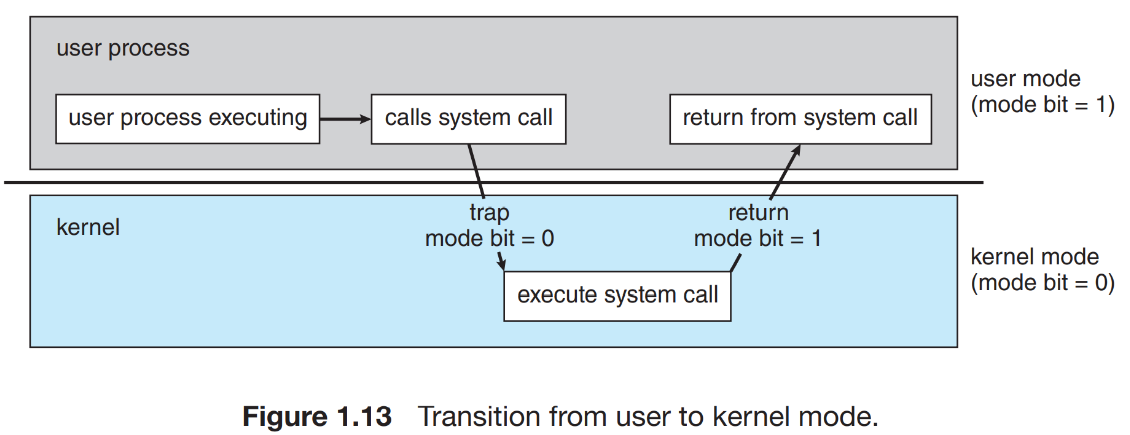 user process
user process executing
calls system call
return from system call
user mode
(mode bit = 1)
kernel
trap
mode bit = 0
return
mode bit = 1
execute system call
kernel mode
(mode bit = 0)
Figure 1.13 Transition from user to kernel mode.